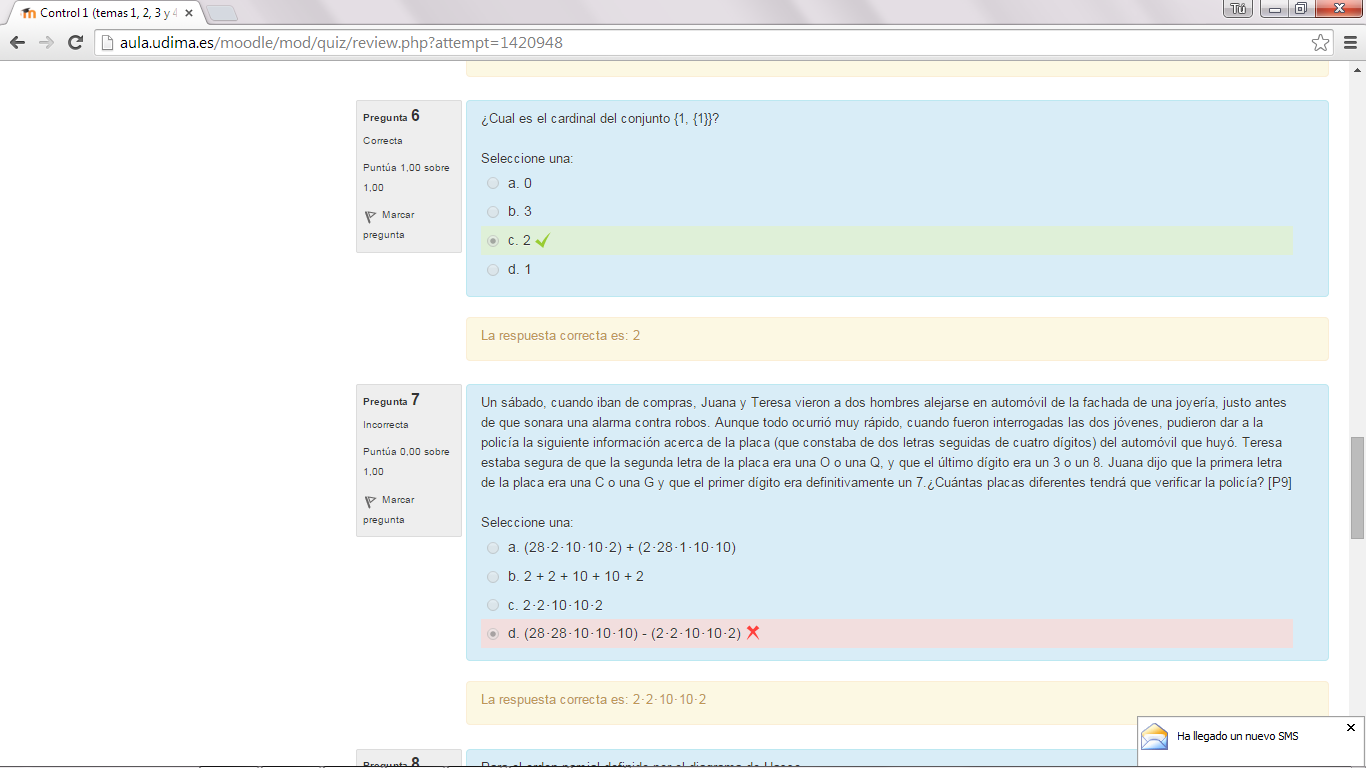 Control 1 (temas 1, 2, 3 y 4
Tú
aula.udima.es/moodle/mod/quiz/review.php?attempt=1420948
Pregunta 6
Correcta
Puntúa 1,00 sobre
1,00
Marcar
pregunta
¿Cual es el cardinal del conjunto {1, {1}}?
Seleccione una:
a. 0
b. 3
c. 2
d. 1
La respuesta correcta es: 2
Pregunta 7
Incorrecta
Puntúa 0,00 sobre
1,00
Marcar
pregunta
Un sábado, cuando iban de compras, Juana y Teresa vieron a dos hombres alejarse en automóvil de la fachada de una joyería, justo antes
de que sonara una alarma contra robos. Aunque todo ocurrió muy rápido, cuando fueron interrogadas las dos jóvenes, pudieron dar a la
policía la siguiente información acerca de la placa (que constaba de dos letras seguidas de cuatro dígitos) del automóvil que huyó. Teresa
estaba segura de que la segunda letra de la placa era una O o una Q, y que el último dígito era un 3 o un 8. Juana dijo que la primera letra
de la placa era una C o una G y que el primer dígito era definitivamente un 7.¿Cuántas placas diferentes tendrá que verificar la policía? [P9]
Seleccione una:
a. (28·2·10·10·2) + (2·28·1·10·10)
b. 2 + 2 + 10 + 10 + 2
c. 2·2·10·10·2
d. (28·28·10·10·10) - (2·2·10·10·2)
La respuesta correcta es: 2·2·10·10·2
Pregunta 8
Para el orden parcial definido por el diagrama de Hasse
Ha llegado un nuevo SMS